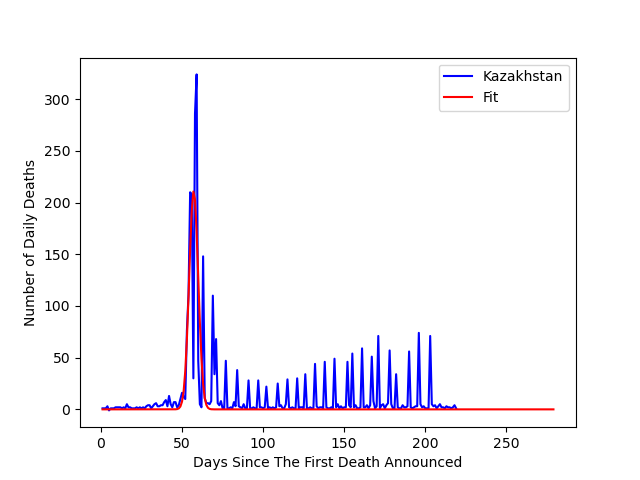 Kazakhstan
Fit
300
250
200
150
100
50
0
Number of Daily Deaths
0 50 100 150 200 250
Days Since The First Death Announced